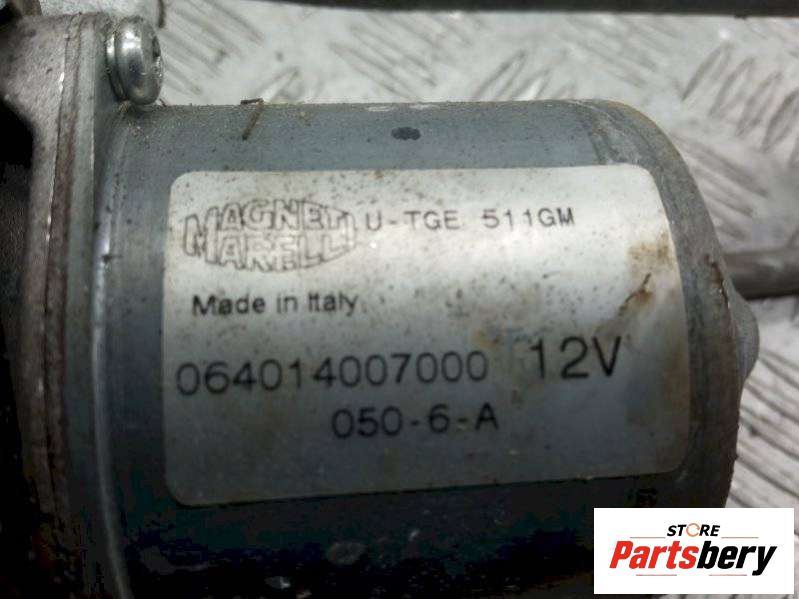 MAGNETI U-TGE 511GM
MARELLI
Made in Italy
064014007000 12V
050-6-A
STORE
Partsbery